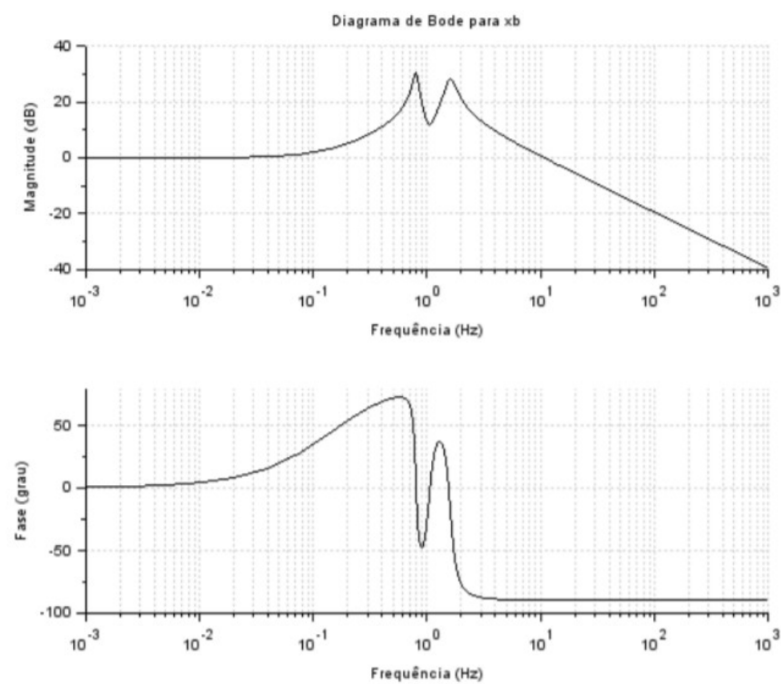 Diagrama de Bode para xb
Magnitude (dB)
40
20
0
-20
-40
10^-3 10^-2 10^-1 10^0 10^1 10^2 10^3
Frequência (Hz)
Fase (grau)
50
0
-50
-100
10^-3 10^-2 10^-1 10^0 10^1 10^2 10^3
Frequência (Hz)